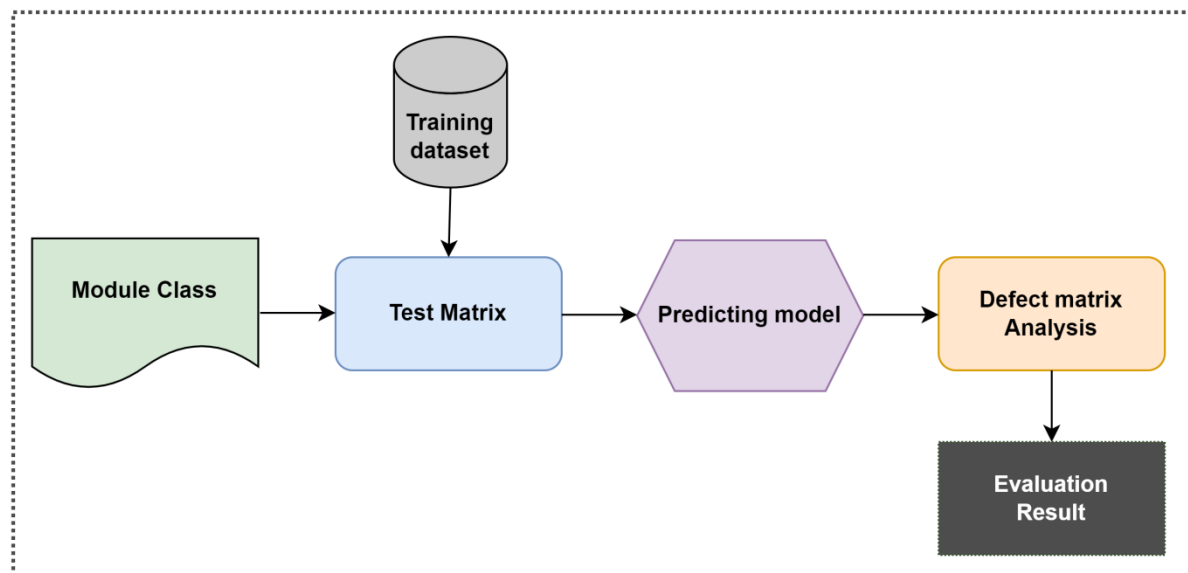 Training
dataset
Module Class
Test Matrix
Predicting model
Defect matrix
Analysis
Evaluation
Result